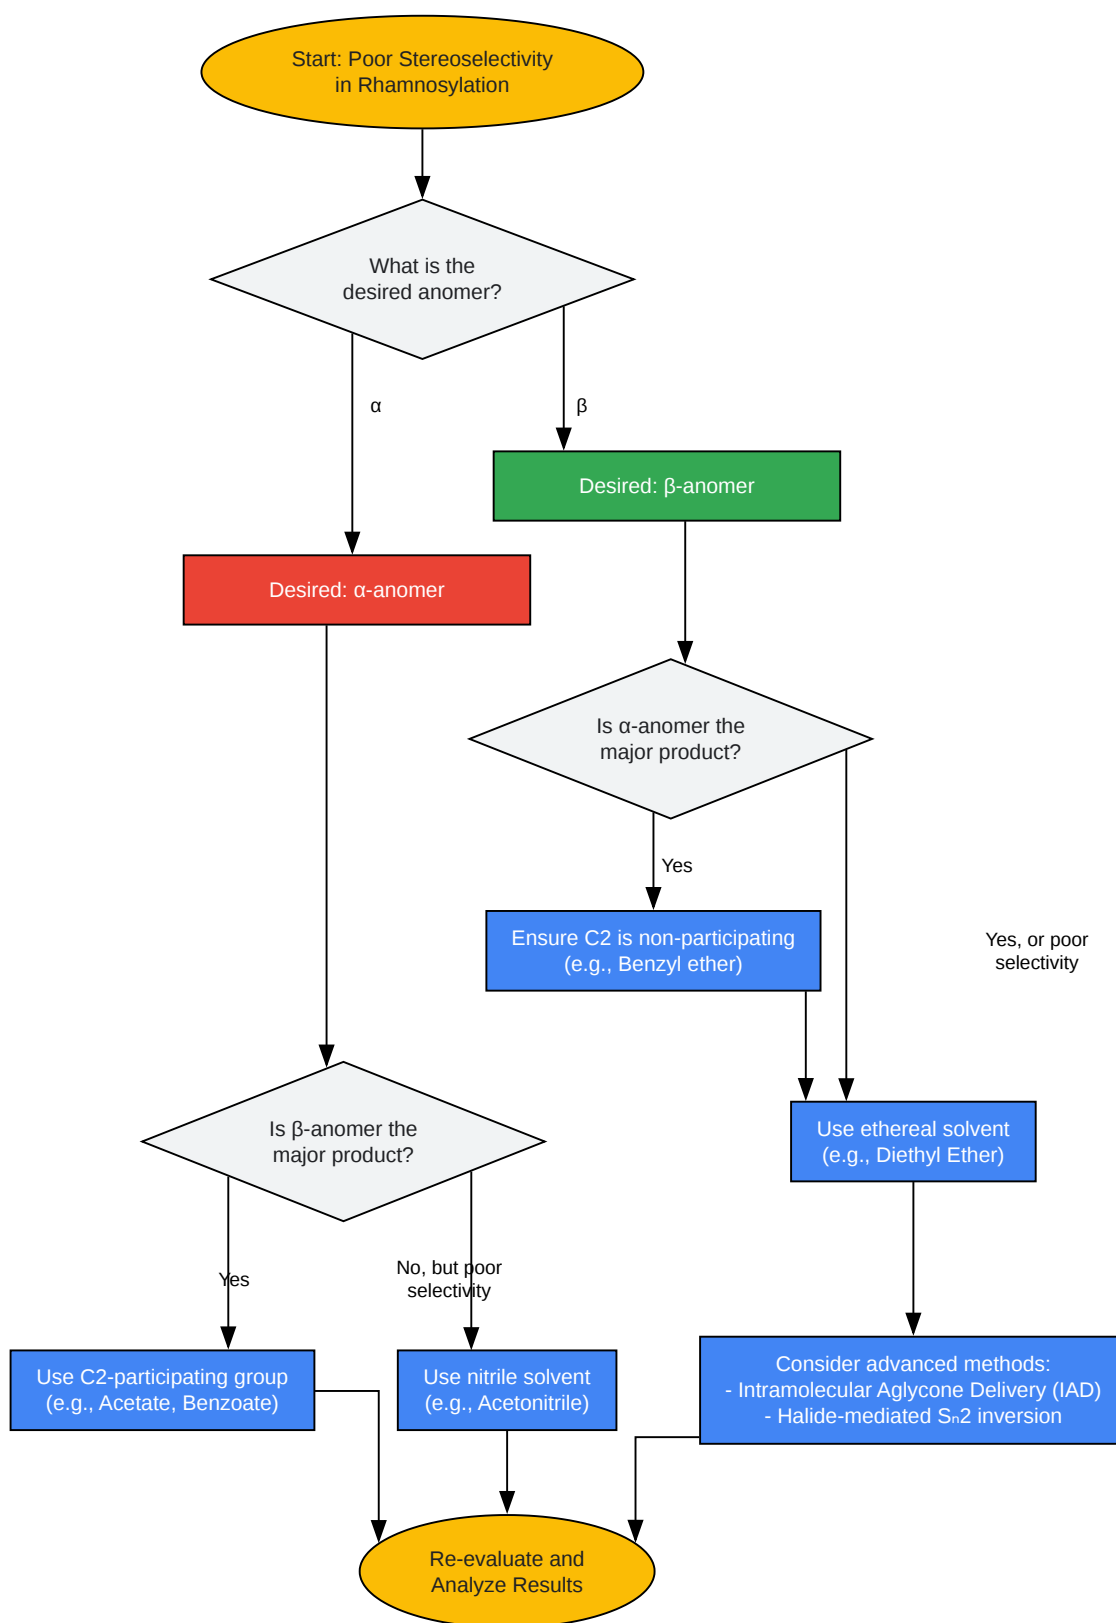 Start: Poor Stereoselectivity
in Rhamnosylation
What is the
desired anomer?
α
β
Desired: β-anomer
Desired: α-anomer
Is α-anomer the
major product?
Yes
Ensure C2 is non-participating
(e.g., Benzyl ether)
Yes, or poor
selectivity
Is β-anomer the
major product?
Use ethereal solvent
(e.g., Diethyl Ether)
Yes
No, but poor
selectivity
Use C2-participating group
(e.g., Acetate, Benzoate)
Use nitrile solvent
(e.g., Acetonitrile)
Consider advanced methods:
- Intramolecular Aglycone Delivery (IAD)
- Halide-mediated Sₙ2 inversion
Re-evaluate and
Analyze Results